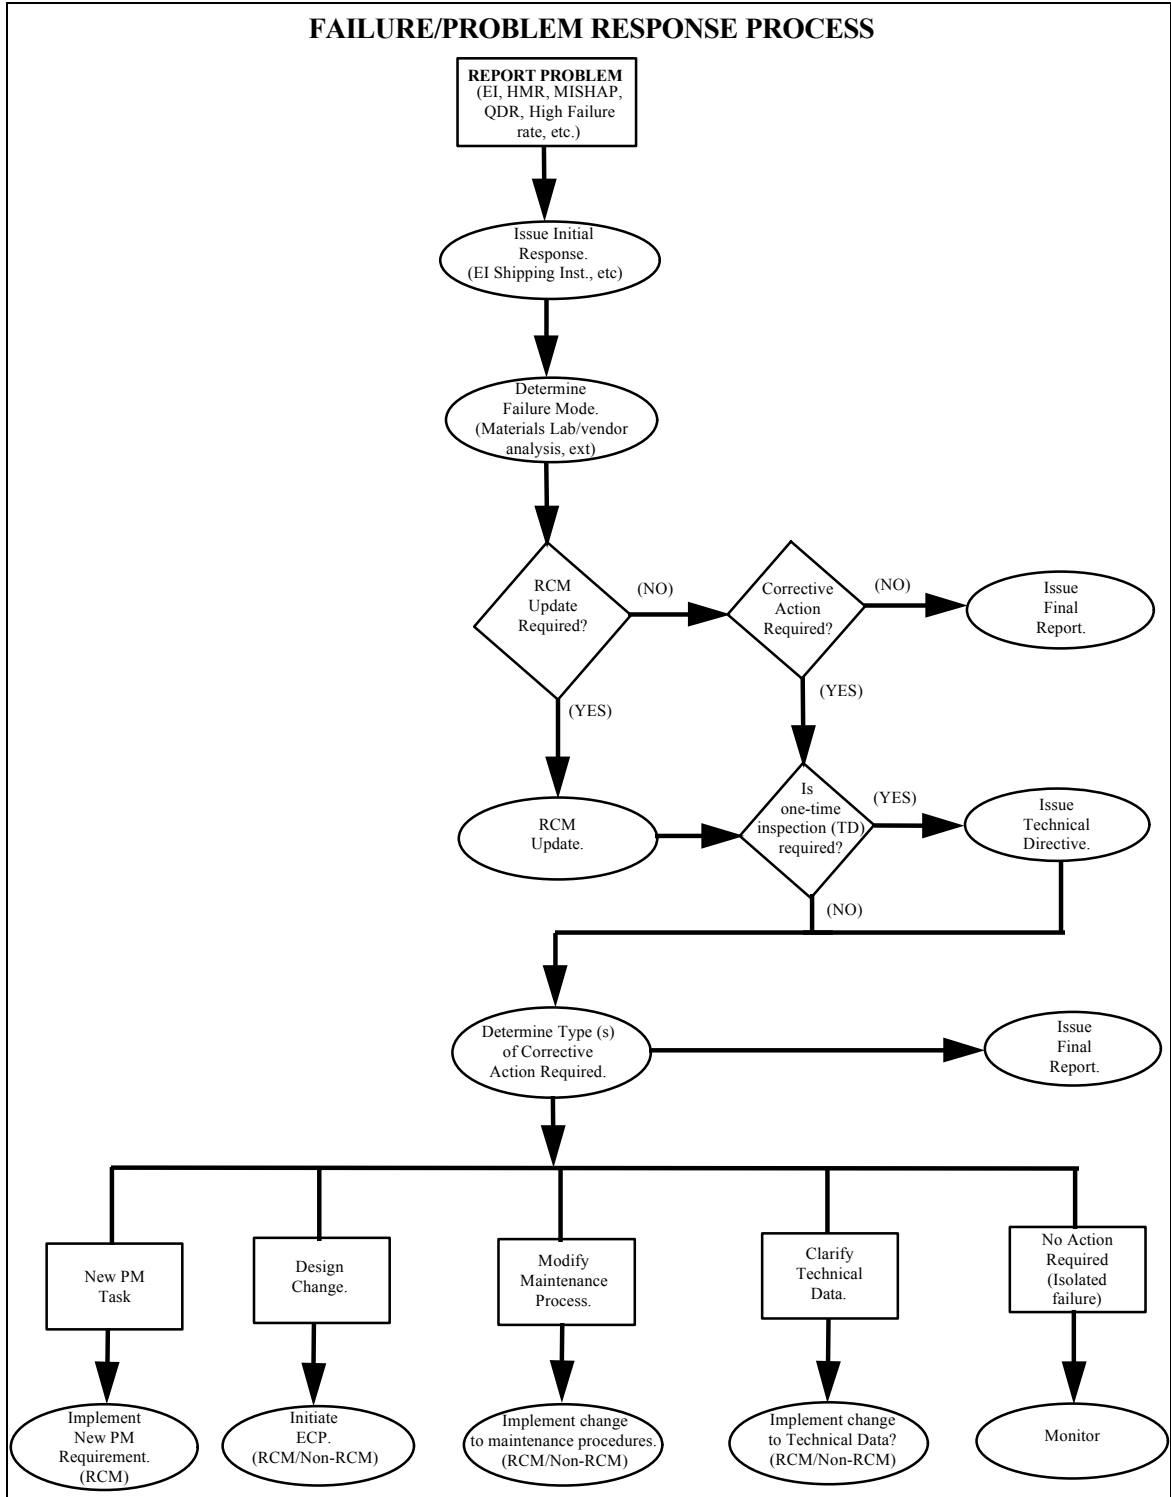 FAILURE/PROBLEM RESPONSE PROCESS
REPORT PROBLEM
(EI, HMR, MISHAP,
QDR, High Failure
rate, etc.)
Issue Initial
Response.
(EI Shipping Inst., etc)
Determine
Failure Mode.
(Materials Lab/vendor
analysis, ext)
RCM
Update
Required?
(NO)
Corrective
Action
Required?
(NO)
Issue
Final
Report.
(YES)
(YES)
RCM
Update.
Is
one-time
inspection (TD)
required?
(YES)
Issue
Technical
Directive.
(NO)
Determine Type (s)
of Corrective
Action Required.
Issue
Final
Report.
New PM
Task
Design
Change.
Modify
Maintenance
Process.
Clarify
Technical
Data.
No Action
Required
(Isolated
failure)
Implement
New PM
Requirement.
(RCM)
Initiate
ECP.
(RCM/Non-RCM)
Implement change
to maintenance procedures.
(RCM/Non-RCM)
Implement change
to Technical Data?
(RCM/Non-RCM)
Monitor